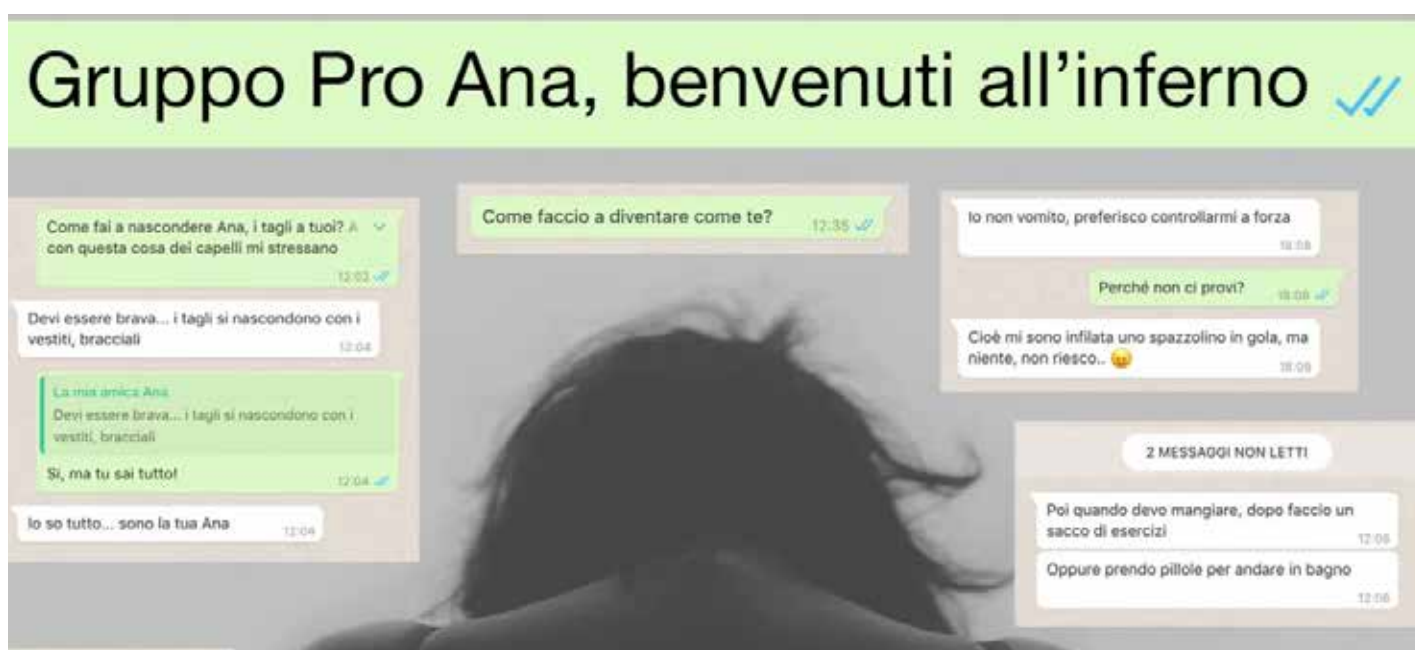 Gruppo Pro Ana, benvenuti all'inferno
Come fai a nascondere Ana, i tagli a tuoi? A
con questa cosa dei capelli mi stressano
12:03
Devi essere brava... i tagli si nascondono con i
vestiti, bracciali
12:04
La mia amica Ana
Devi essere brava... i tagli si nascondono con i
vestiti, bracciali
Si, ma tu sai tutto!
12:04
Io so tutto... sono la tua Ana
12:04
Come faccio a diventare come te?
12:35
Io non vomito, preferisco controllarmi a forza
Perché non ci provi?
Cioè mi sono infilata uno spazzolino in gola, ma
niente, non riesco..
2 MESSAGGI NON LETTI
Poi quando devo mangiare, dopo faccio un
sacco di esercizi
Oppure prendo pillole per andare in bagno